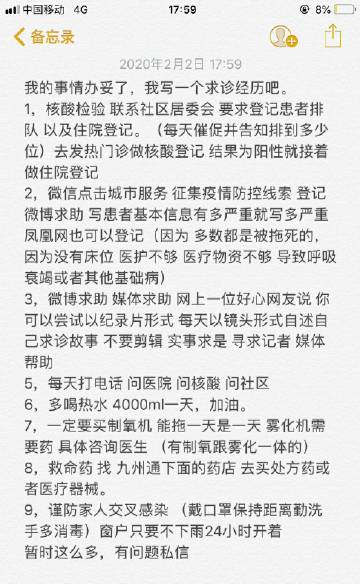 中国移动 4G 17:59 8%
备忘录
2020年2月2日 17:59
我的事情办妥了，我写一个求诊经历吧。
1，核酸检验 联系社区居委会 要求登记患者排
队 以及住院登记。（每天催促并告知排到多少
位）去发热门诊做核酸登记 结果为阳性就接着
做住院登记
2，微信点击城市服务 征集疫情防控线索 登记
微博求助 写患者基本信息有多严重就写多严重
凤凰网也可以登记（因为 多数都是被拖死的，
因为没有床位 医护不够 医疗物资不够 导致呼吸
衰竭或者其他基础病）
3，微博求助 媒体求助 网上一位好心网友说 你
可以尝试以纪录片形式 每天以镜头形式自述自
己求诊故事 不要剪辑 实事求是 寻求记者 媒体
帮助
5，每天打电话 问医院 问核酸 问社区
6，多喝热水 4000ml一天，加油。
7，一定要买制氧机 能拖一天是一天 雾化机需
要药 具体咨询医生 （有制氧跟雾化一体的）
8，救命药 找 九州通下面的药店 去买处方药或
者医疗器械。
9，谨防家人交叉感染 （戴口罩保持距离勤洗
手多消毒）窗户只要不下雨24小时开着
暂时这么多，有问题私信